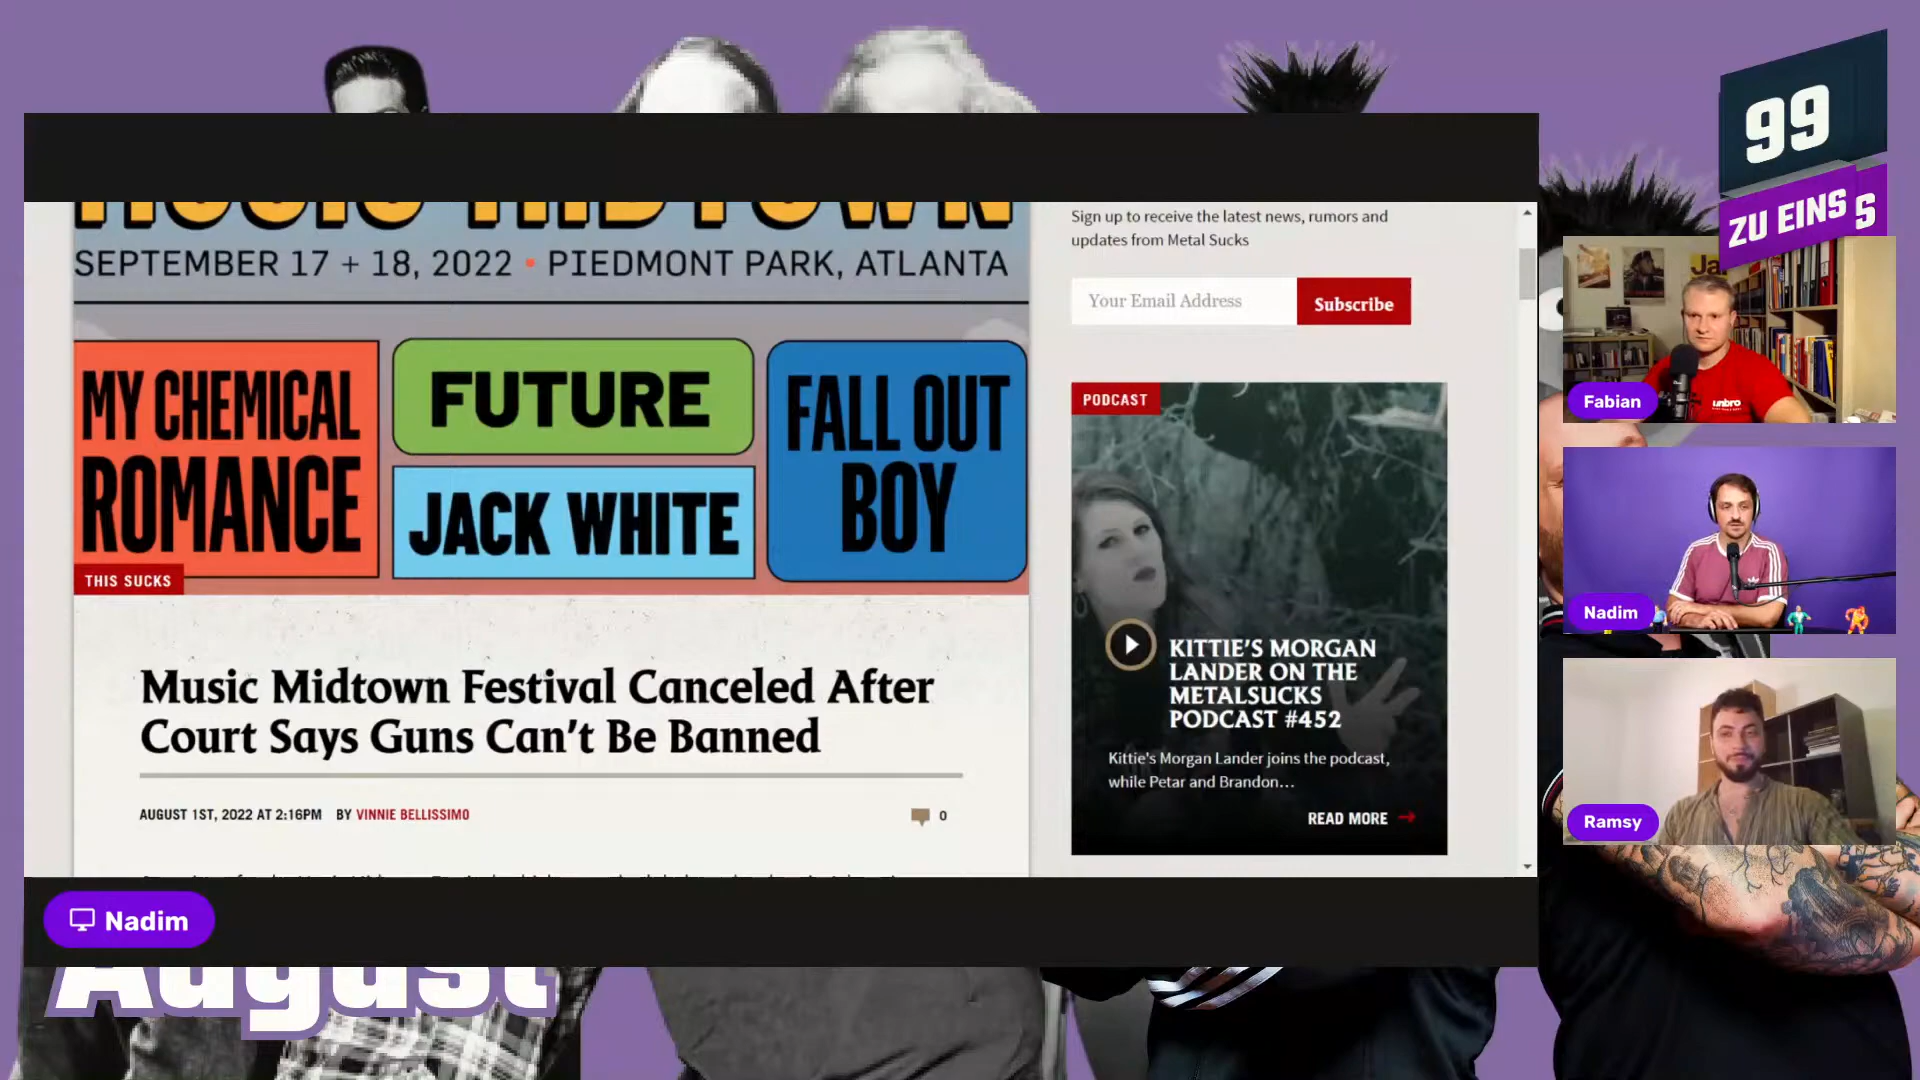 MUSIC MIDTOWN
SEPTEMBER 17 + 18, 2022 • PIEDMONT PARK, ATLANTA
MY CHEMICAL
ROMANCE
FUTURE
JACK WHITE
FALL OUT
BOY
THIS SUCKS
Music Midtown Festival Canceled After
Court Says Guns Can't Be Banned
AUGUST 1ST, 2022 AT 2:16PM BY VINNIE BELLISSIMO
0
Sign up to receive the latest news, rumors and
updates from Metal Sucks
Your Email Address
Subscribe
PODCAST
KITTIE'S MORGAN
LANDER ON THE
METALSUCKS
PODCAST #452
Kittie's Morgan Lander joins the podcast,
while Petar and Brandon...
READ MORE
99
ZU EINS
S
Fabian
umbro
Nadim
Ramsy
Nadim
August